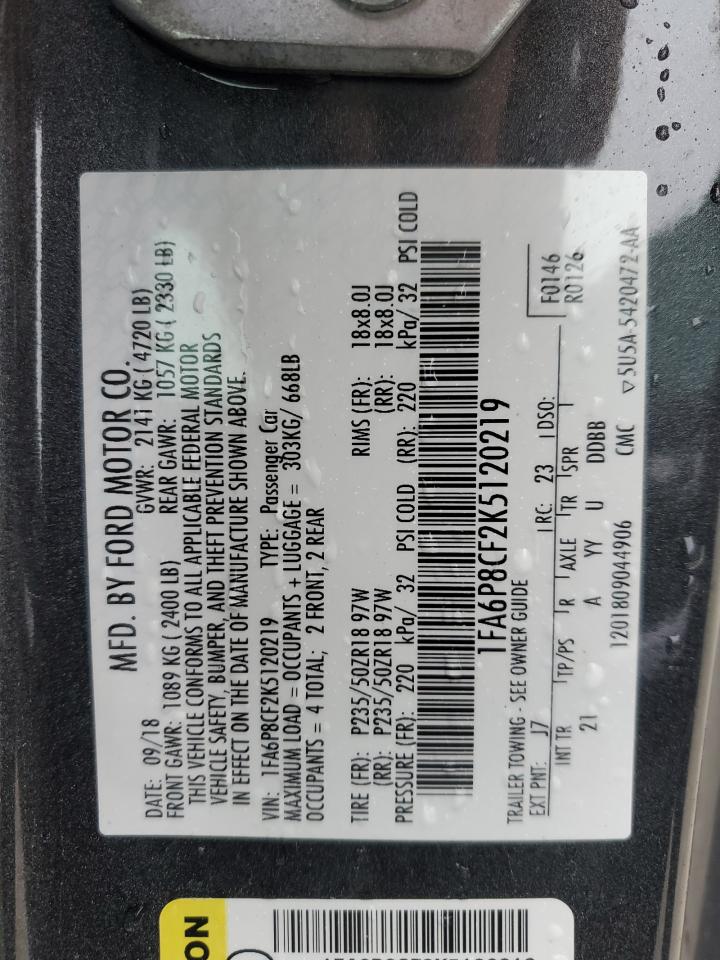 MFD. BY FORD MOTOR CO.
DATE: 09/18 GVWR: 2141 KG ( 4720 LB)
FRONT GAWR: 1089 KG ( 2400 LB) REAR GAWR: 1057 KG ( 2330 LB)
THIS VEHICLE CONFORMS TO ALL APPLICABLE FEDERAL MOTOR
VEHICLE SAFETY, BUMPER, AND THEFT PREVENTION STANDARDS
IN EFFECT ON THE DATE OF MANUFACTURE SHOWN ABOVE.
VIN: 1FA6P8CF2K5120219 TYPE: Passenger Car
MAXIMUM LOAD = OCCUPANTS + LUGGAGE = 303KG/ 668LB
OCCUPANTS = 4 TOTAL; 2 FRONT, 2 REAR
TIRE (FR): P235/50ZR18 97W RIMS (FR): 18x8.0J
(RR): P235/50ZR18 97W (RR): 18x8.0J
PRESSURE (FR): 220 kPa/ 32 PSI COLD (RR): 220 kPa/ 32 PSI COLD
1FA6P8CF2K5120219
TRAILER TOWING - SEE OWNER GUIDE F0146
EXT PNT: J7 RC: 23 DSO: R0126
INT TR TP/PS R AXLE TR SPR
21 A YY U DDBB
1201809044906 CMC ▽5U5A-5420472-AA
ON